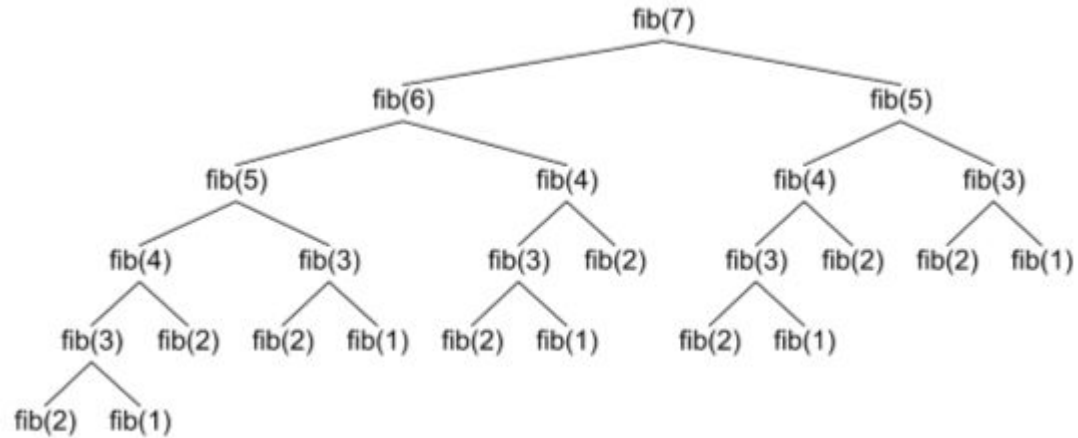 fib(7)
fib(6) fib(5)
fib(5) fib(4) fib(4) fib(3)
fib(4) fib(3) fib(3) fib(2) fib(3) fib(2) fib(2) fib(1)
fib(3) fib(2) fib(2) fib(1) fib(2) fib(1) fib(2) fib(1)
fib(2) fib(1)